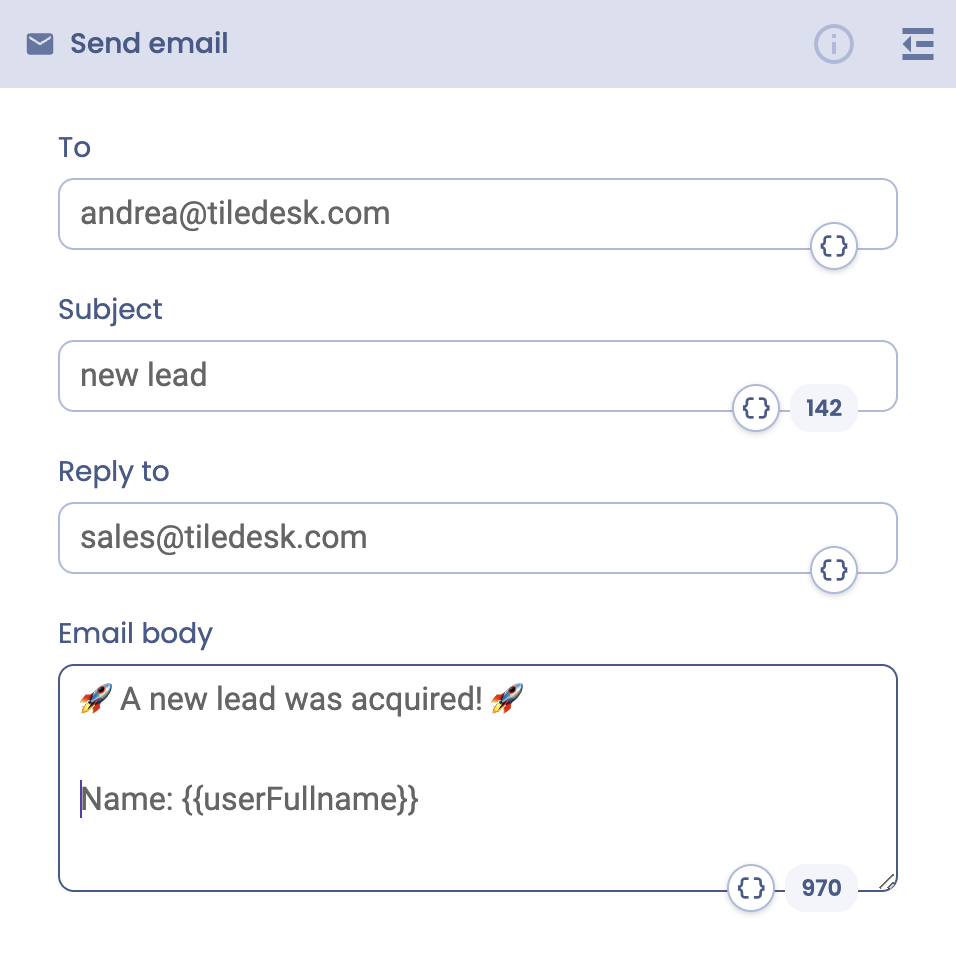 Send email
To
andrea@tiledesk.com
{}
Subject
new lead
{} 142
Reply to
sales@tiledesk.com
{}
Email body
🚀 A new lead was acquired! 🚀
Name: {{userFullname}}
{} 970